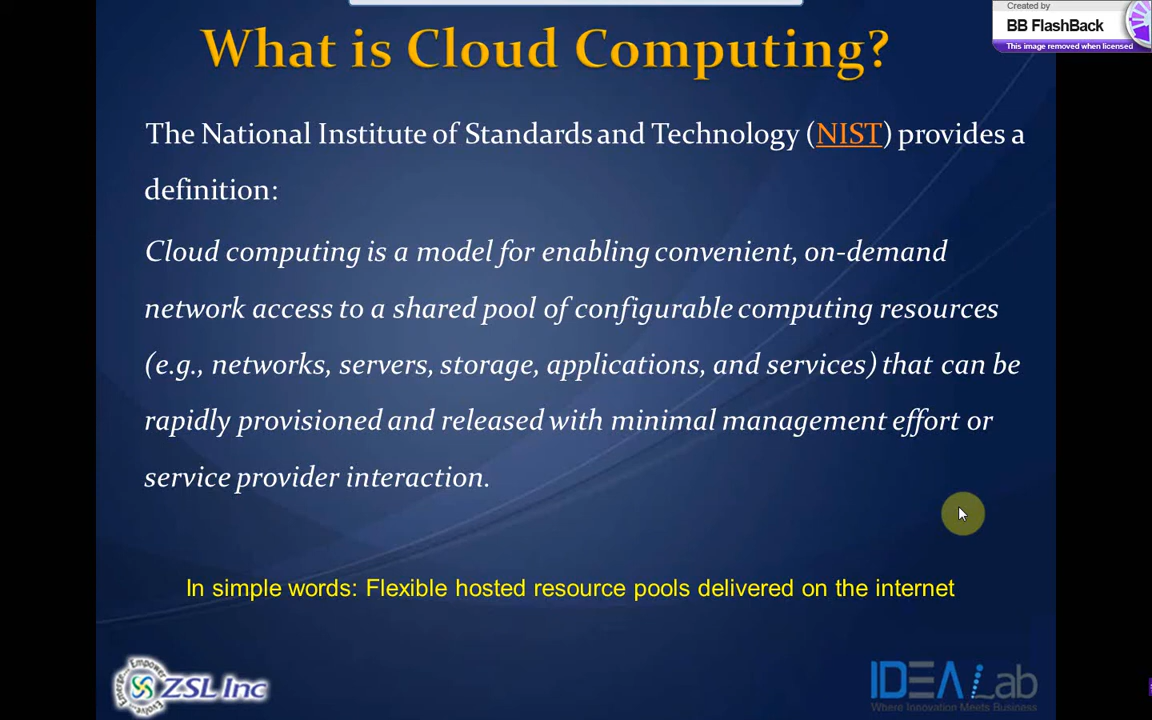 Created by
BB FlashBack
This image removed when licensed
What is Cloud Computing?
The National Institute of Standards and Technology (NIST) provides a
definition:
Cloud computing is a model for enabling convenient, on-demand
network access to a shared pool of configurable computing resources
(e.g., networks, servers, storage, applications, and services) that can be
rapidly provisioned and released with minimal management effort or
service provider interaction.
In simple words: Flexible hosted resource pools delivered on the internet
Emerge Empower Evolve
ZSL Inc
IDEA Lab
Where Innovation Meets Business